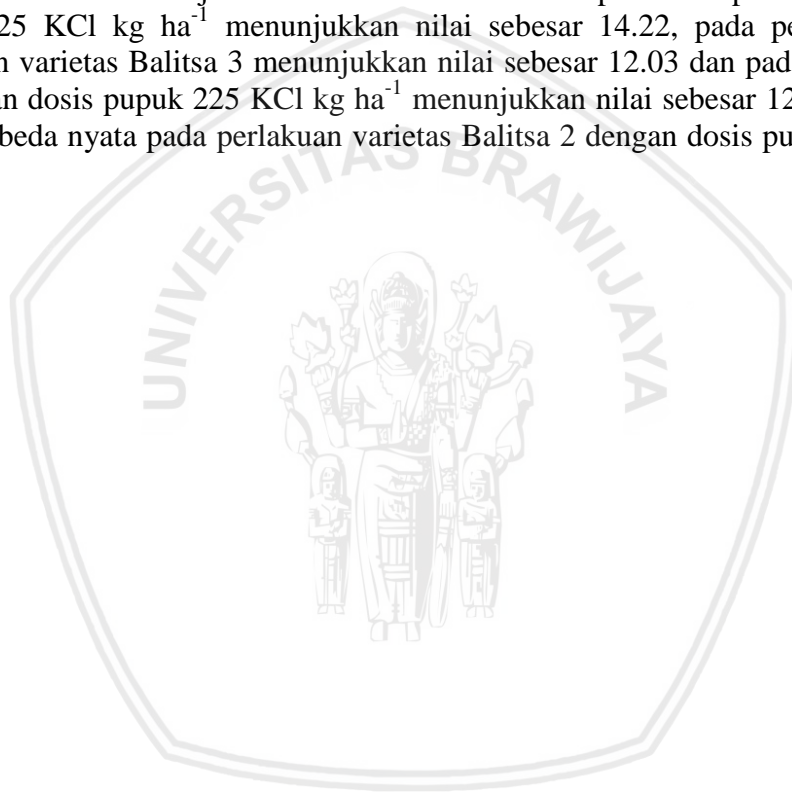 25 KCl kg ha-1 menunjukkan nilai sebesar 14.22, pada pe
varietas Balitsa 3 menunjukkan nilai sebesar 12.03 dan pad
n dosis pupuk 225 KCl kg ha-1 menunjukkan nilai sebesar 12
beda nyata pada perlakuan varietas Balitsa 2 dengan dosis pu
UNIVERSITAS BRAWIJAYA